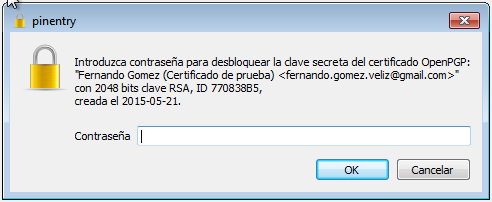 pinentry
Introduzca contraseña para desbloquear la clave secreta del certificado OpenPGP:
"Fernando Gomez (Certificado de prueba) <fernando.gomez.veliz@gmail.com>"
con 2048 bits clave RSA, ID 770838B5,
creada el 2015-05-21.
Contraseña
OK
Cancelar